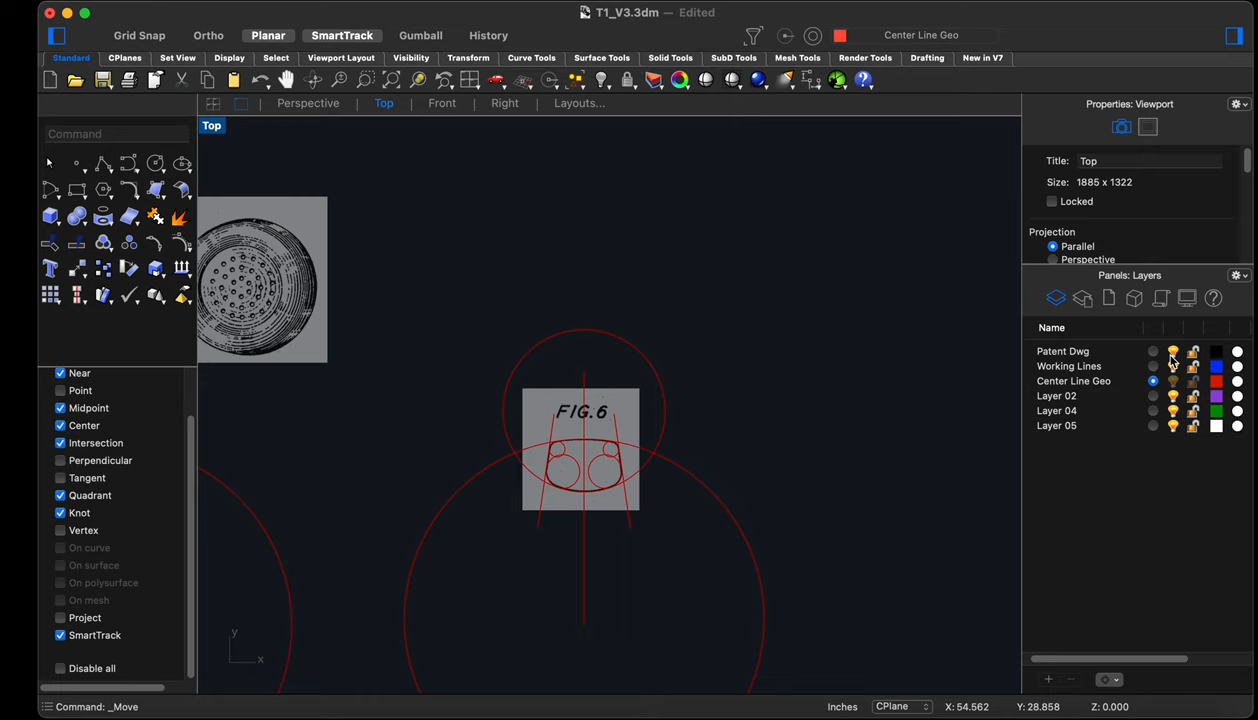 T1_V3.3dm — Edited
Grid Snap Ortho Planar SmartTrack Gumball History Center Line Geo
Standard CPlanes Set View Display Select Viewport Layout Visibility Transform Curve Tools Surface Tools Solid Tools SubD Tools Mesh Tools Render Tools Drafting New in V7
Perspective Top Front Right Layouts...
Properties: Viewport
Top
Command
Title: Top
Size: 1885 x 1322
Locked
Projection
Parallel
Perspective
Panels: Layers
Name
Patent Dwg
Working Lines
Center Line Geo
Layer 02
Layer 04
Layer 05
Near
Point
Midpoint
Center
Intersection
Perpendicular
Tangent
Quadrant
Knot
Vertex
On curve
On surface
On polysurface
On mesh
Project
SmartTrack
Disable all
FIG.6
y
x
Command: _Move
Inches CPlane X: 54.562 Y: 28.858 Z: 0.000